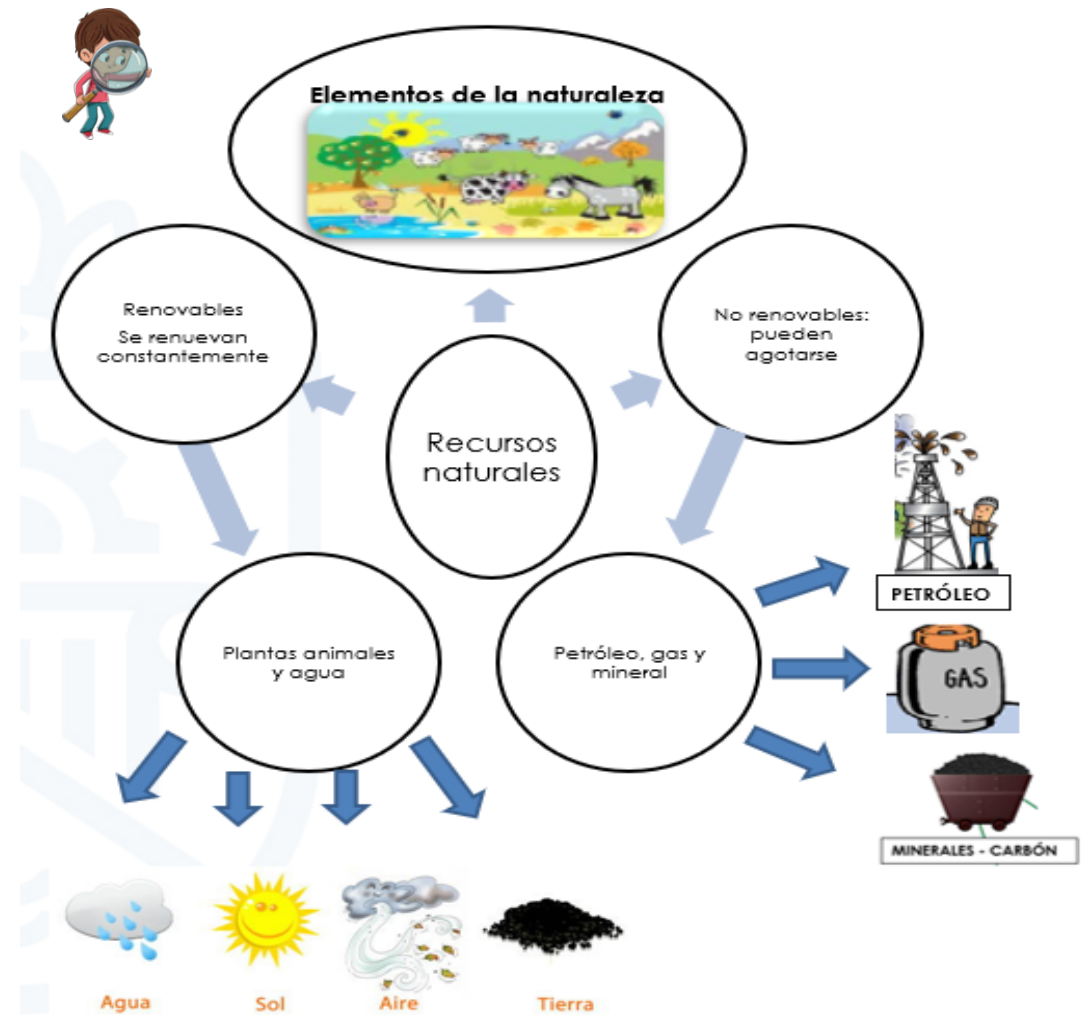 Elementos de la naturaleza
Renovables
Se renuevan
constantemente
No renovables:
pueden
agotarse
Recursos
naturales
Plantas animales
y agua
Petróleo, gas y
mineral
PETRÓLEO
GAS
MINERALES - CARBÓN
Agua
Sol
Aire
Tierra